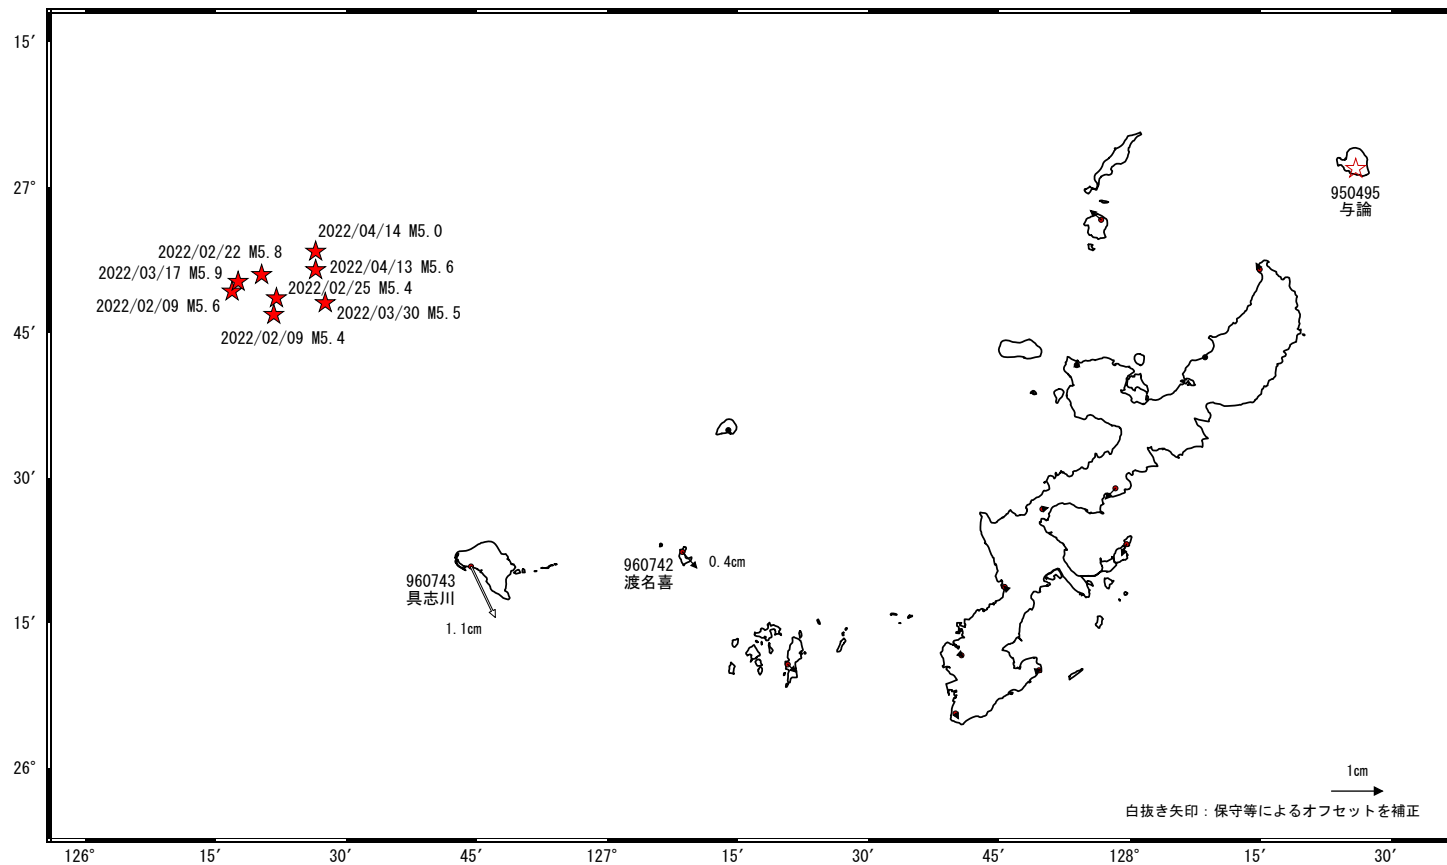 15′
27°
45′
30′
15′
26°
950495
与論
2022/04/14 M5.0
2022/02/22 M5.8
2022/04/13 M5.6
2022/03/17 M5.9
2022/02/25 M5.4
2022/02/09 M5.6
2022/03/30 M5.5
2022/02/09 M5.4
960743
具志川
1.1cm
960742
渡名喜
0.4cm
1cm
白抜き矢印：保守等によるオフセットを補正
126° 15′ 30′ 45′ 127° 15′ 30′ 45′ 128° 15′ 30′